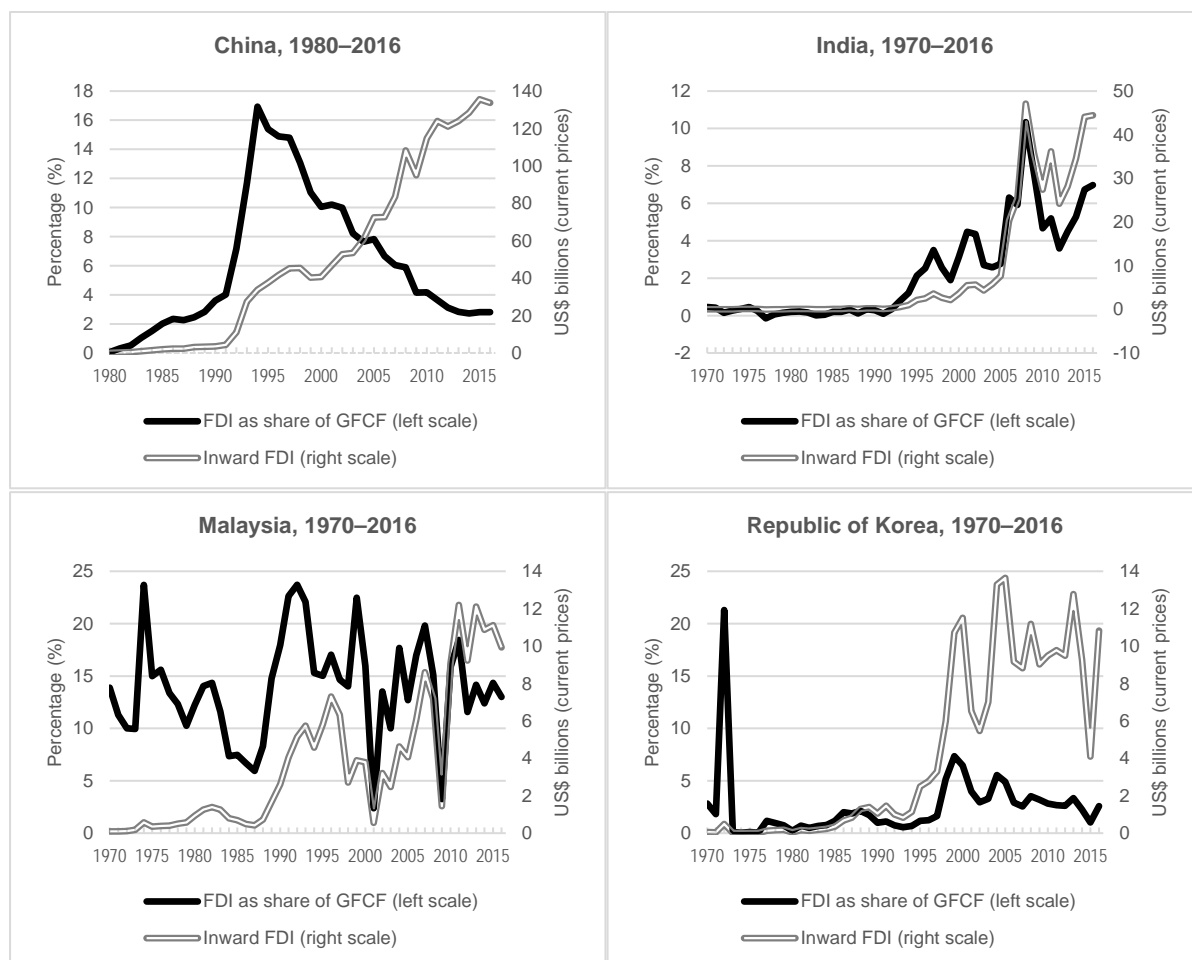 China, 1980–2016
18
16
14
12
10
8
6
4
2
0
Percentage (%)
140
120
100
80
60
40
20
0
US$ billions (current prices)
1980 1985 1990 1995 2000 2005 2010 2015
FDI as share of GFCF (left scale)
Inward FDI (right scale)
India, 1970–2016
12
10
8
6
4
2
0
-2
Percentage (%)
50
40
30
20
10
0
-10
US$ billions (current prices)
1970 1975 1980 1985 1990 1995 2000 2005 2010 2015
FDI as share of GFCF (left scale)
Inward FDI (right scale)
Malaysia, 1970–2016
25
20
15
10
5
0
Percentage (%)
14
12
10
8
6
4
2
0
US$ billions (current prices)
1970 1975 1980 1985 1990 1995 2000 2005 2010 2015
FDI as share of GFCF (left scale)
Inward FDI (right scale)
Republic of Korea, 1970–2016
25
20
15
10
5
0
Percentage (%)
14
12
10
8
6
4
2
0
US$ billions (current prices)
1970 1975 1980 1985 1990 1995 2000 2005 2010 2015
FDI as share of GFCF (left scale)
Inward FDI (right scale)